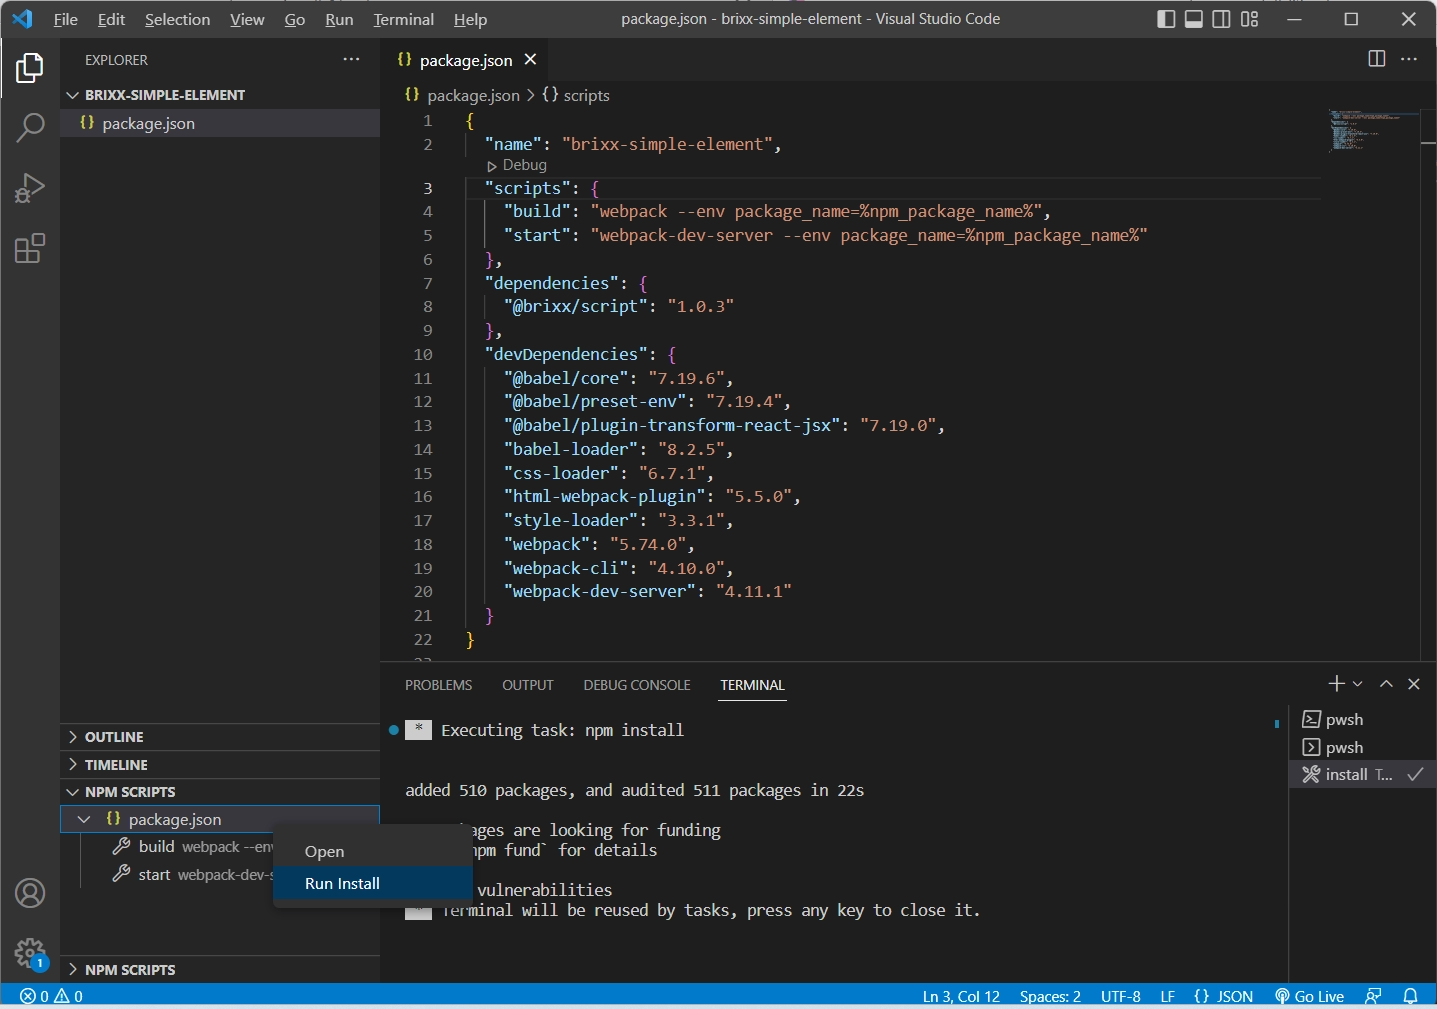 File Edit Selection View Go Run Terminal Help
package.json - brixx-simple-element - Visual Studio Code
EXPLORER
BRIXX-SIMPLE-ELEMENT
{} package.json
{} package.json
{} package.json > {} scripts
1 {
2 "name": "brixx-simple-element",
Debug
3 "scripts": {
4 "build": "webpack --env package_name=%npm_package_name%",
5 "start": "webpack-dev-server --env package_name=%npm_package_name%"
6 },
7 "dependencies": {
8 "@brixx/script": "1.0.3"
9 },
10 "devDependencies": {
11 "@babel/core": "7.19.6",
12 "@babel/preset-env": "7.19.4",
13 "@babel/plugin-transform-react-jsx": "7.19.0",
14 "babel-loader": "8.2.5",
15 "css-loader": "6.7.1",
16 "html-webpack-plugin": "5.5.0",
17 "style-loader": "3.3.1",
18 "webpack": "5.74.0",
19 "webpack-cli": "4.10.0",
20 "webpack-dev-server": "4.11.1"
21 }
22 }
OUTLINE
TIMELINE
NPM SCRIPTS
{} package.json
build webpack --env
start webpack-dev-s
Open
Run Install
NPM SCRIPTS
PROBLEMS OUTPUT DEBUG CONSOLE TERMINAL
* Executing task: npm install
added 510 packages, and audited 511 packages in 22s
ages are looking for funding
npm fund` for details
vulnerabilities
* Terminal will be reused by tasks, press any key to close it.
pwsh
pwsh
install T...
1
0 0
Ln 3, Col 12 Spaces: 2 UTF-8 LF {} JSON Go Live